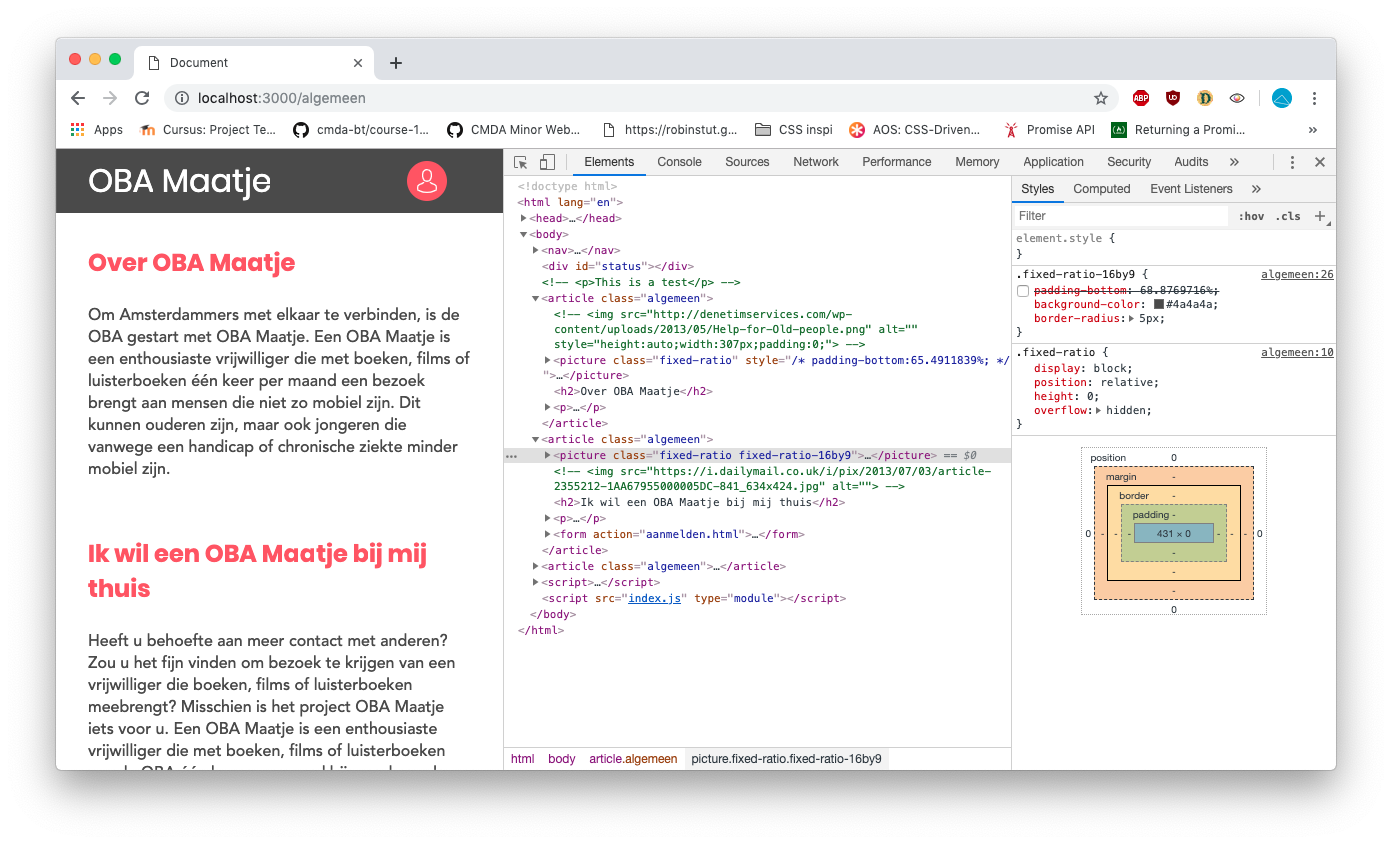 Document
localhost:3000/algemeen
ABP
UD
Apps
Cursus: Project Te...
cmda-bt/course-1...
CMDA Minor Web...
https://robinstut.g...
CSS inspi
AOS: CSS-Driven...
Promise API
Returning a Promi...
»
OBA Maatje
Over OBA Maatje
Om Amsterdammers met elkaar te verbinden, is de
OBA gestart met OBA Maatje. Een OBA Maatje is
een enthousiaste vrijwilliger die met boeken, films of
luisterboeken één keer per maand een bezoek
brengt aan mensen die niet zo mobiel zijn. Dit
kunnen ouderen zijn, maar ook jongeren die
vanwege een handicap of chronische ziekte minder
mobiel zijn.
Ik wil een OBA Maatje bij mij
thuis
Heeft u behoefte aan meer contact met anderen?
Zou u het fijn vinden om bezoek te krijgen van een
vrijwilliger die boeken, films of luisterboeken
meebrengt? Misschien is het project OBA Maatje
iets voor u. Een OBA Maatje is een enthousiaste
vrijwilliger die met boeken, films of luisterboeken
Elements Console Sources Network Performance Memory Application Security Audits »
<!doctype html>
<html lang="en">
<head>…</head>
<body>
<nav>…</nav>
<div id="status"></div>
<!-- <p>This is a test</p> -->
<article class="algemeen">
<!-- <img src="http://denetimservices.com/wp-
content/uploads/2013/05/Help-for-Old-people.png" alt=""
style="height:auto;width:307px;padding:0;"> -->
<picture class="fixed-ratio" style="/* padding-bottom:65.4911839%; */
">…</picture>
<h2>Over OBA Maatje</h2>
<p>…</p>
</article>
<article class="algemeen">
… <picture class="fixed-ratio fixed-ratio-16by9">…</picture> == $0
<!-- <img src="https://i.dailymail.co.uk/i/pix/2013/07/03/article-
2355212-1AA67955000005DC-841_634x424.jpg" alt=""> -->
<h2>Ik wil een OBA Maatje bij mij thuis</h2>
<p>…</p>
<form action="aanmelden.html">…</form>
</article>
<article class="algemeen">…</article>
<script>…</script>
<script src="index.js" type="module"></script>
</body>
</html>
html body article.algemeen picture.fixed-ratio.fixed-ratio-16by9
Styles Computed Event Listeners »
Filter :hov .cls +
element.style {
}
.fixed-ratio-16by9 { algemeen:26
padding-bottom: 68.8769716%;
background-color: #4a4a4a;
border-radius: 5px;
}
.fixed-ratio { algemeen:10
display: block;
position: relative;
height: 0;
overflow: hidden;
}
position 0
margin -
border -
padding -
0 - - - 431 × 0 - - - 0
-
-
-
0